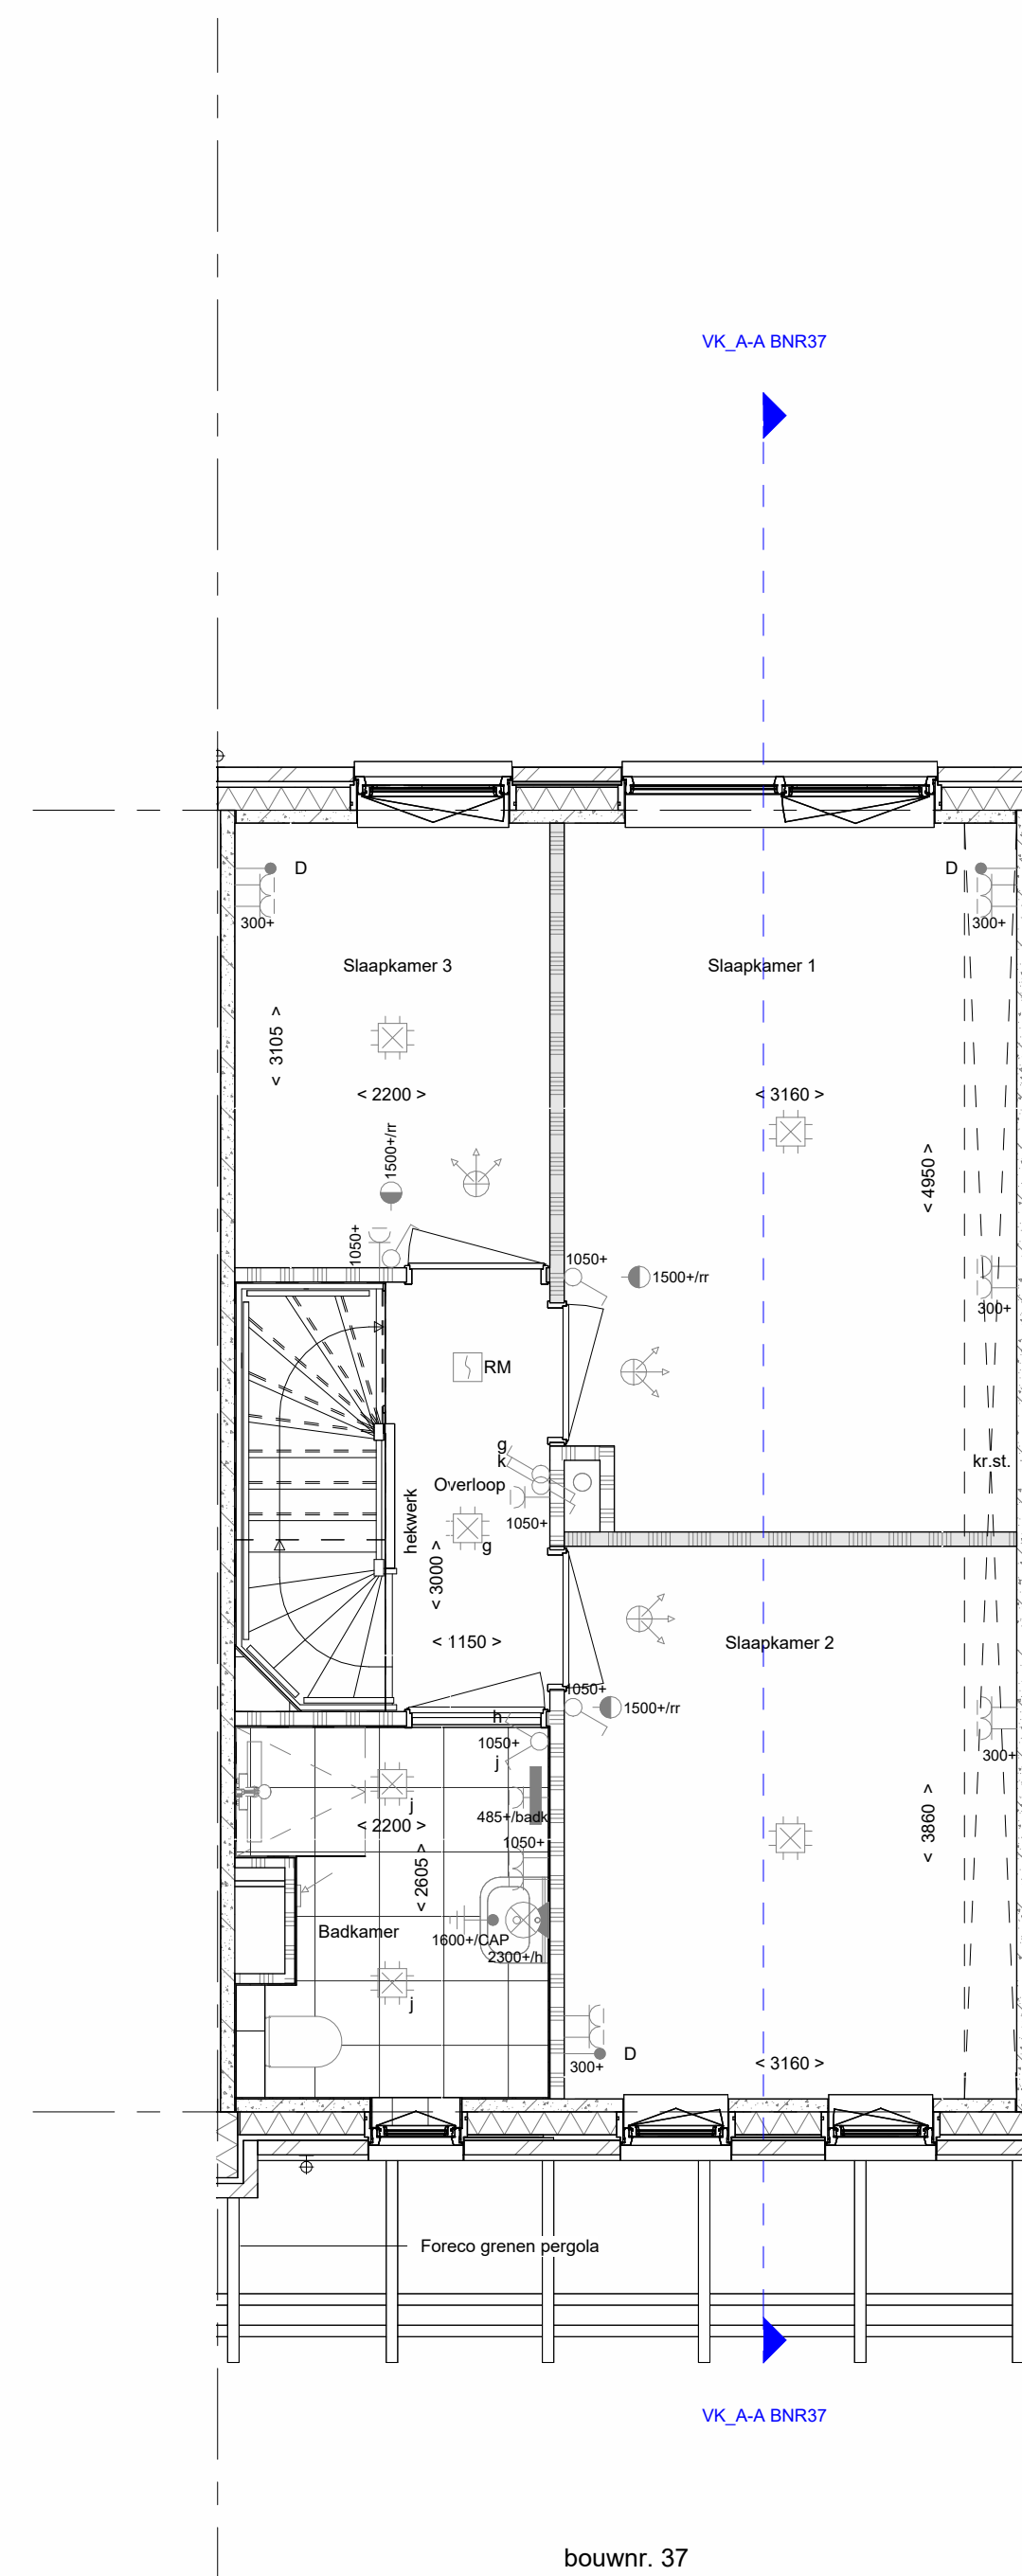 VK_A-A BNR37
D
D
300+
300+
Slaapkamer 3
Slaapkamer 1
< 3105 >
< 2200 >
< 3160 >
1500+/rr
< 4950 >
1050+
1050+
1500+/rr
300+
RM
g
k
kr.st.
Overloop
hekwerk
1050+
g
< 3000 >
< 1150 >
Slaapkamer 2
1050+
h
1500+/rr
1050+
j
300+
j
485+/badk
< 2200 >
1050+
< 3860 >
< 2605 >
Badkamer
1600+/CAP
2300+/h
j
D
300+
< 3160 >
Foreco grenen pergola
VK_A-A BNR37
bouwnr. 37